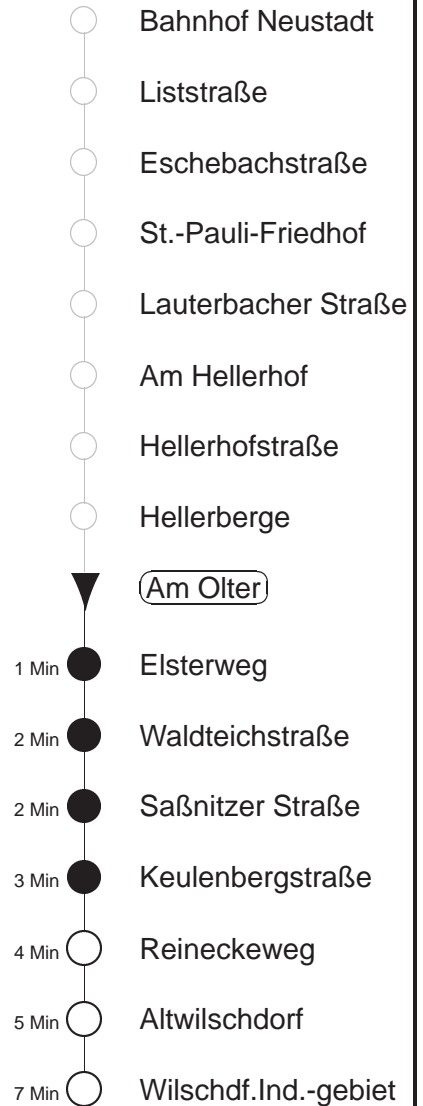 Bahnhof Neustadt
Liststraße
Eschebachstraße
St.-Pauli-Friedhof
Lauterbacher Straße
Am Hellerhof
Hellerhofstraße
Hellerberge
Am Olter
1 Min Elsterweg
2 Min Waldteichstraße
2 Min Saßnitzer Straße
3 Min Keulenbergstraße
4 Min Reineckeweg
5 Min Altwilschdorf
7 Min Wilschdf.Ind.-gebiet